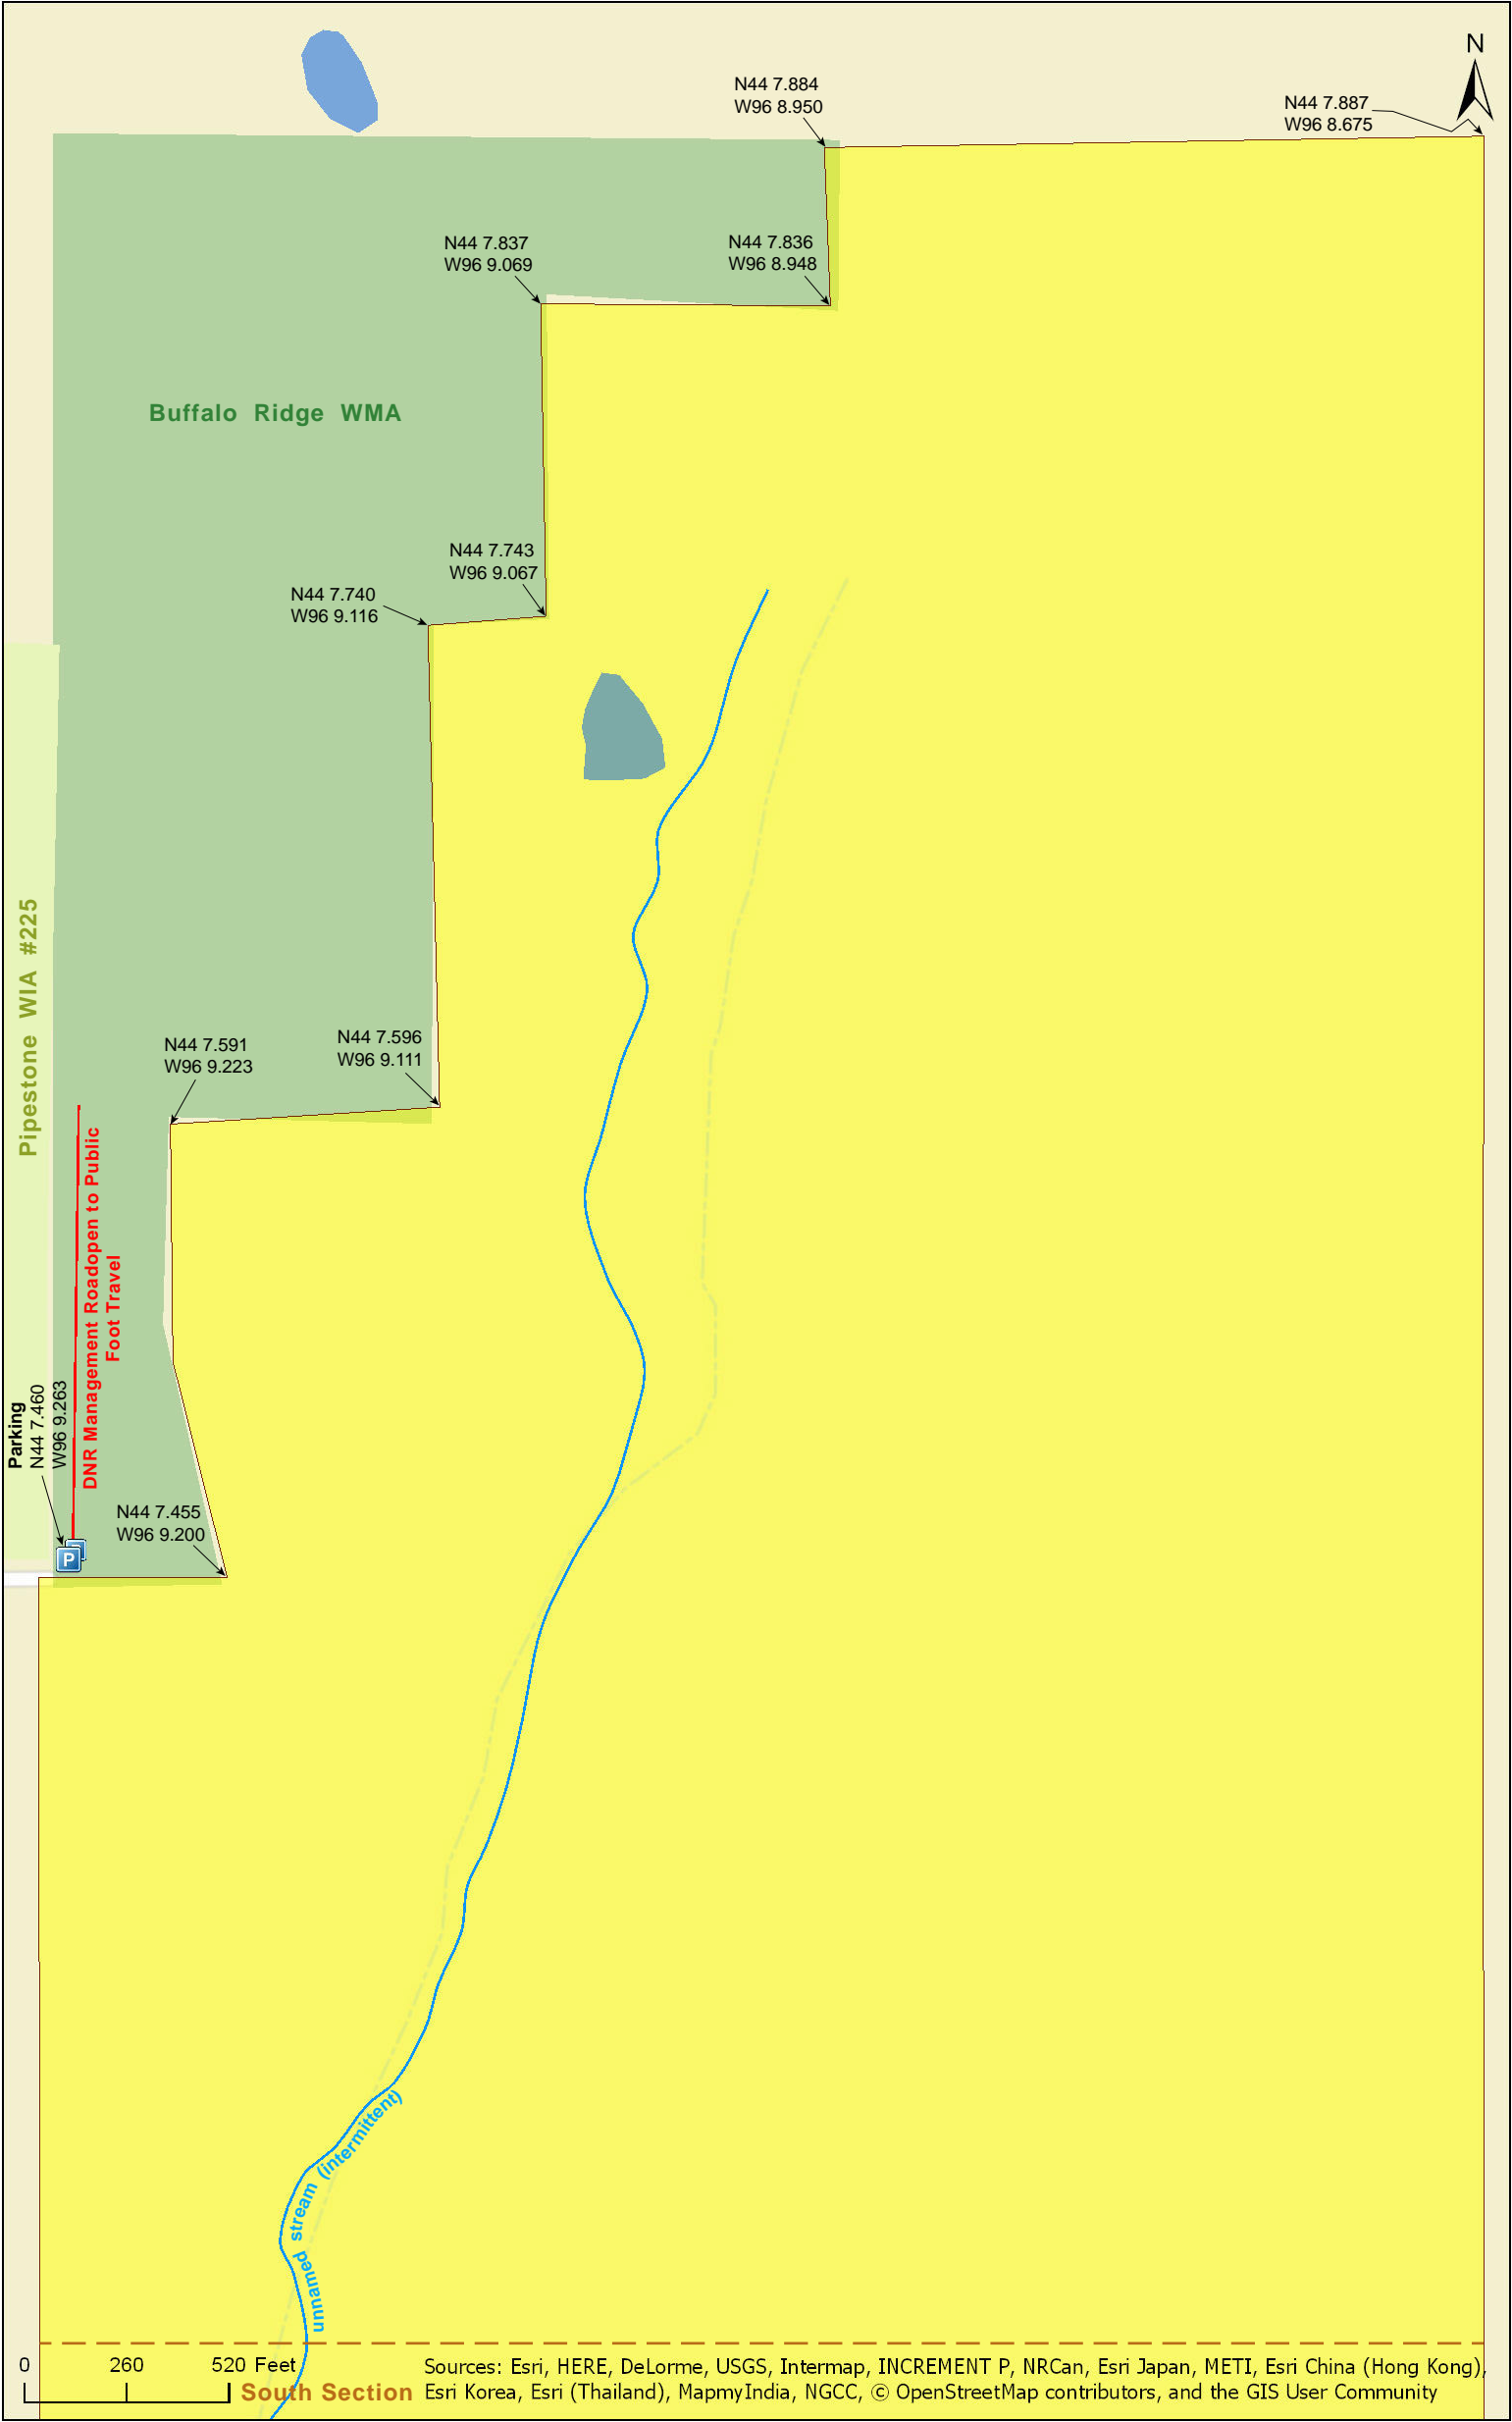 N
N44 7.884
W96 8.950
N44 7.887
W96 8.675
N44 7.837
W96 9.069
N44 7.836
W96 8.948
Buffalo Ridge WMA
N44 7.743
W96 9.067
N44 7.740
W96 9.116
Pipestone WIA #225
N44 7.591
W96 9.223
N44 7.596
W96 9.111
DNR Management Roadopen to Public
Foot Travel
Parking
N44 7.460
W96 9.263
N44 7.455
W96 9.200
P
unnamed stream (intermittent)
0 260 520 Feet
South Section
Sources: Esri, HERE, DeLorme, USGS, Intermap, INCREMENT P, NRCan, Esri Japan, METI, Esri China (Hong Kong),
Esri Korea, Esri (Thailand), MapmyIndia, NGCC, © OpenStreetMap contributors, and the GIS User Community